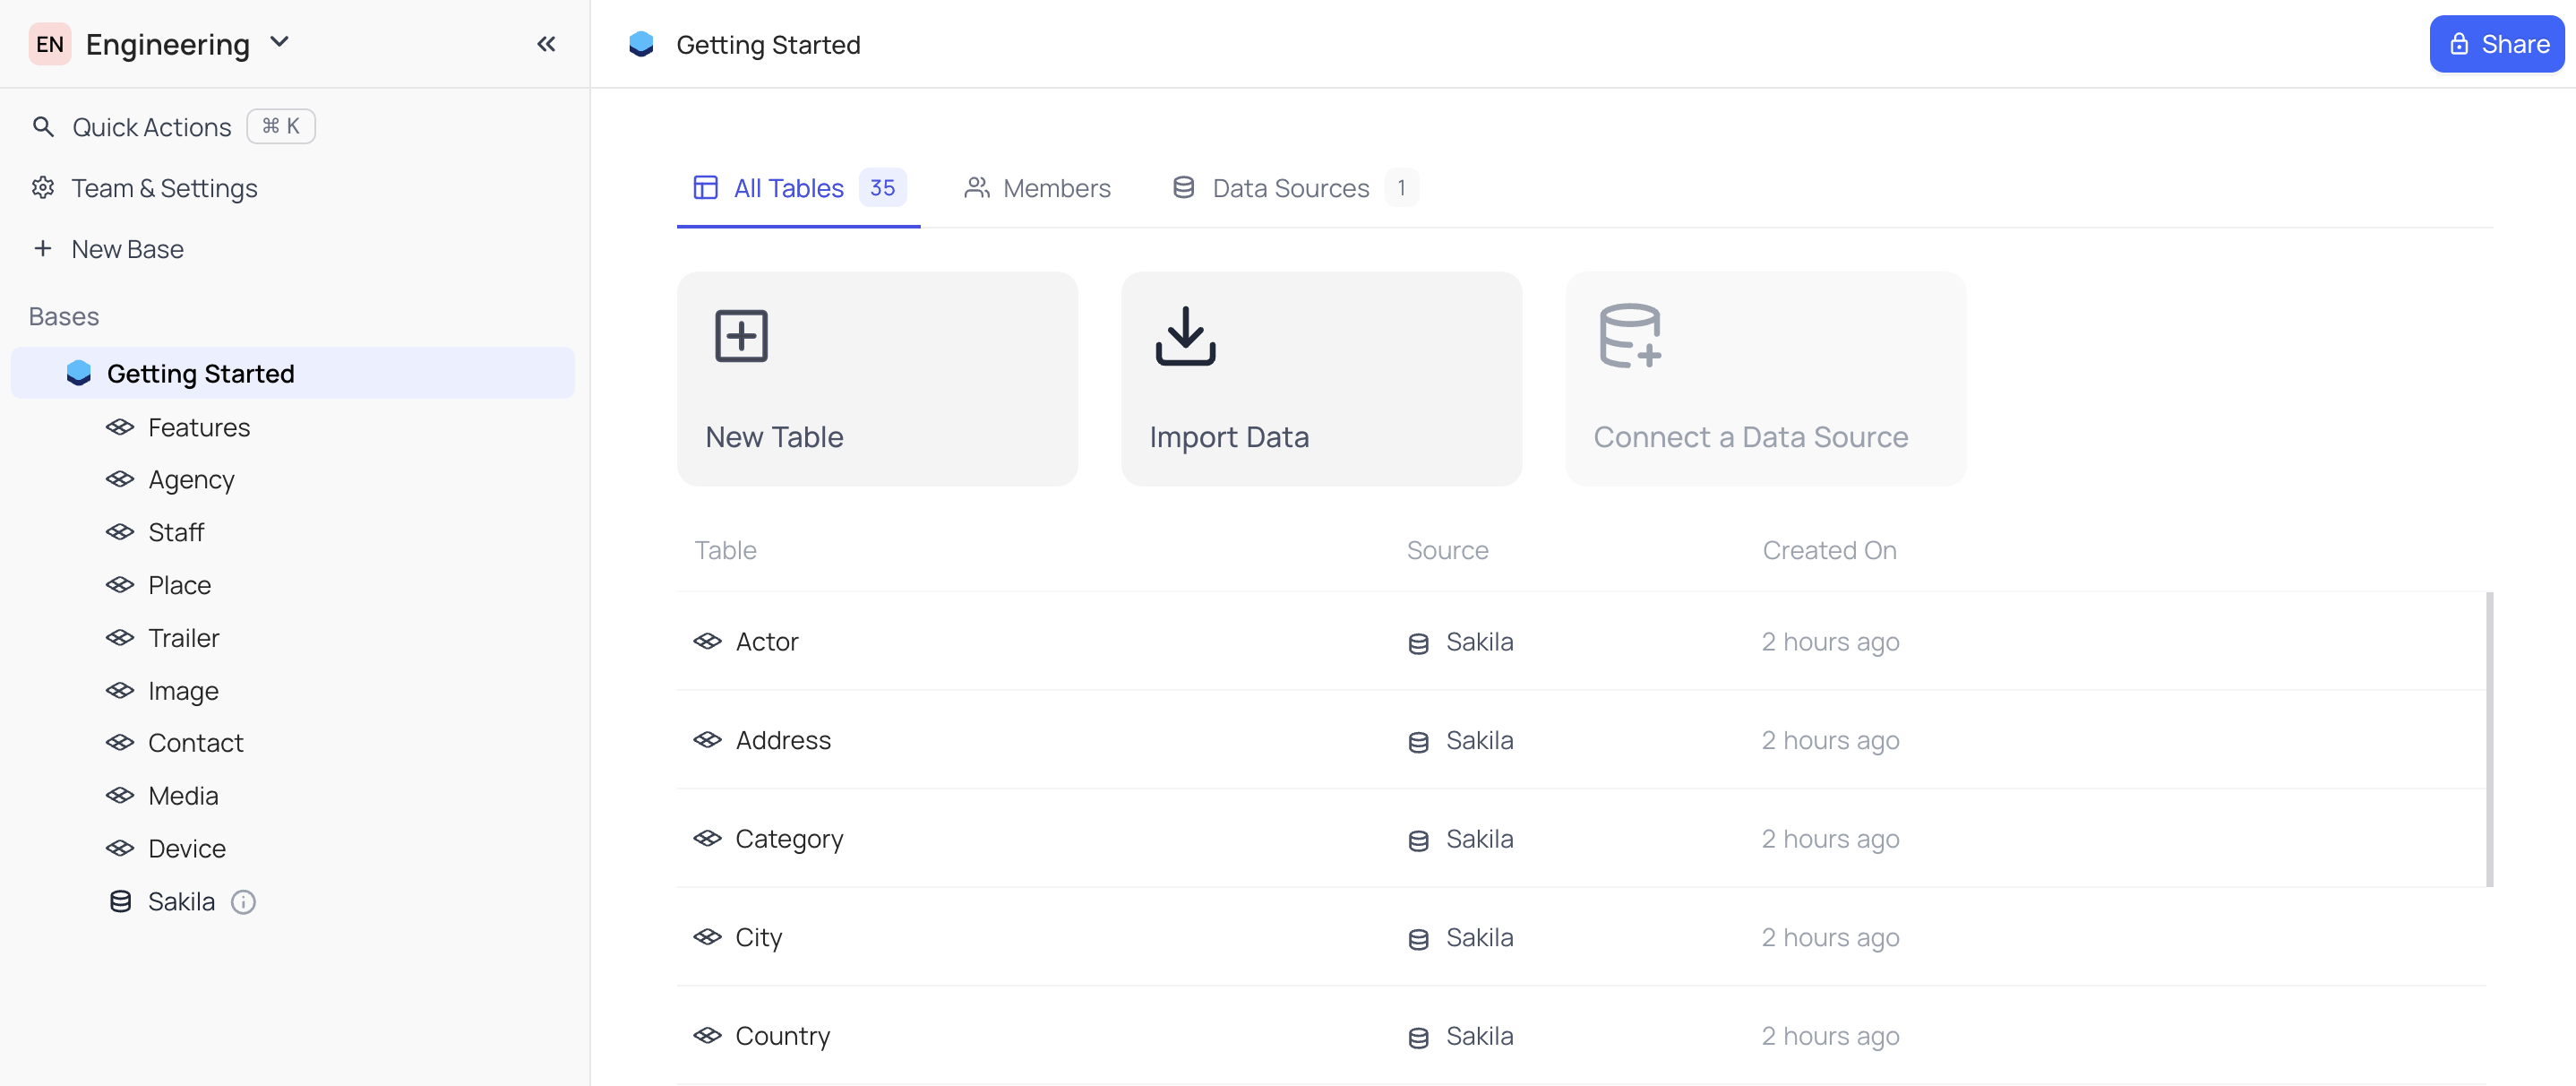 EN Engineering
Quick Actions ⌘ K
Team & Settings
New Base
Bases
Getting Started
Features
Agency
Staff
Place
Trailer
Image
Contact
Media
Device
Sakila
Getting Started
Share
All Tables 35 Members Data Sources 1
New Table Import Data Connect a Data Source
Table Source Created On
Actor Sakila 2 hours ago
Address Sakila 2 hours ago
Category Sakila 2 hours ago
City Sakila 2 hours ago
Country Sakila 2 hours ago